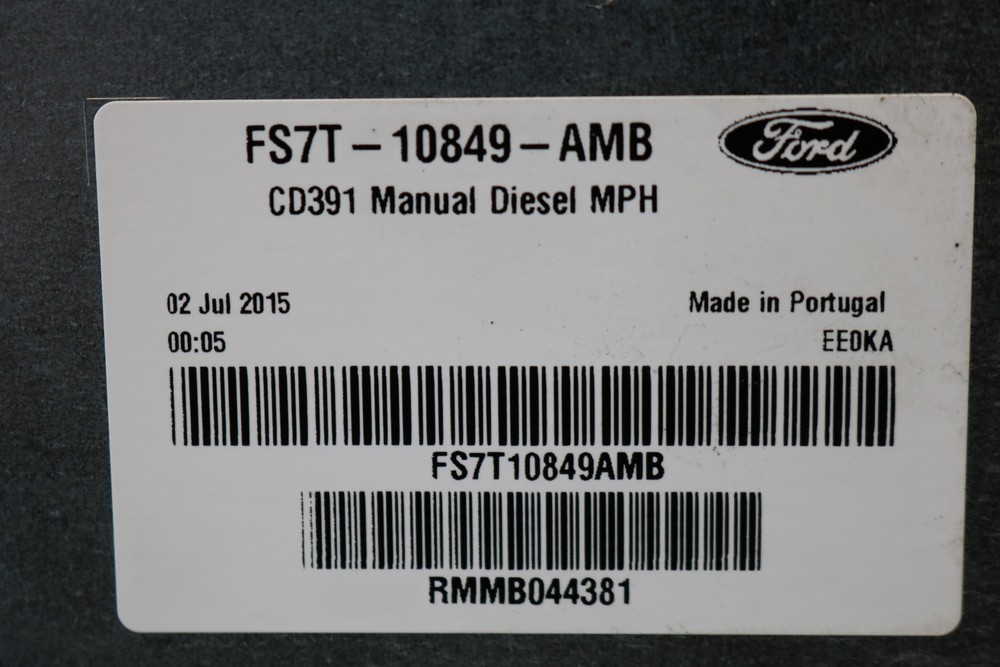 FS7T-10849-AMB
Ford
CD391 Manual Diesel MPH
02 Jul 2015
Made in Portugal
00:05
EE0KA
FS7T10849AMB
RMMB044381